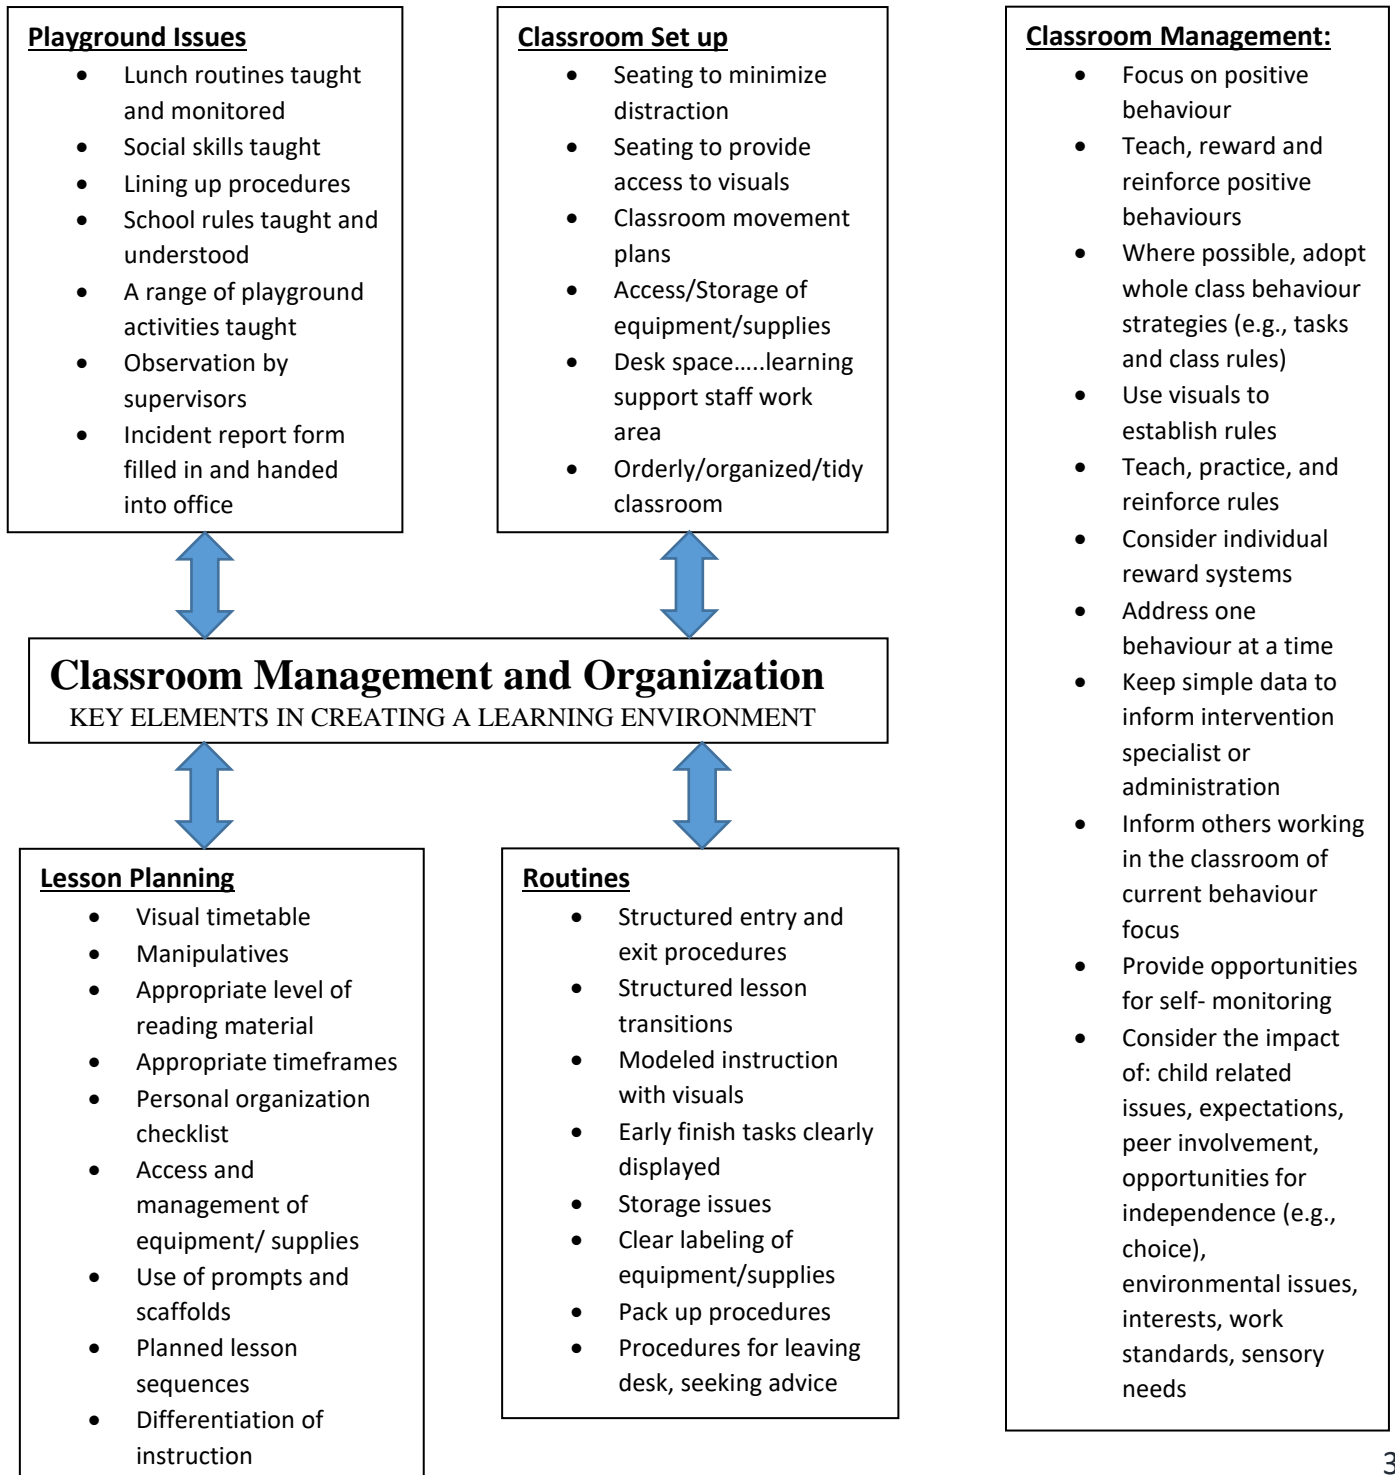 Playground Issues
• Lunch routines taught
and monitored
• Social skills taught
• Lining up procedures
• School rules taught and
understood
• A range of playground
activities taught
• Observation by
supervisors
• Incident report form
filled in and handed
into office
Classroom Set up
• Seating to minimize
distraction
• Seating to provide
access to visuals
• Classroom movement
plans
• Access/Storage of
equipment/supplies
• Desk space…..learning
support staff work
area
• Orderly/organized/tidy
classroom
Classroom Management and Organization
KEY ELEMENTS IN CREATING A LEARNING ENVIRONMENT
Lesson Planning
• Visual timetable
• Manipulatives
• Appropriate level of
reading material
• Appropriate timeframes
• Personal organization
checklist
• Access and
management of
equipment/ supplies
• Use of prompts and
scaffolds
• Planned lesson
sequences
• Differentiation of
instruction
Routines
• Structured entry and
exit procedures
• Structured lesson
transitions
• Modeled instruction
with visuals
• Early finish tasks clearly
displayed
• Storage issues
• Clear labeling of
equipment/supplies
• Pack up procedures
• Procedures for leaving
desk, seeking advice
Classroom Management:
• Focus on positive
behaviour
• Teach, reward and
reinforce positive
behaviours
• Where possible, adopt
whole class behaviour
strategies (e.g., tasks
and class rules)
• Use visuals to
establish rules
• Teach, practice, and
reinforce rules
• Consider individual
reward systems
• Address one
behaviour at a time
• Keep simple data to
inform intervention
specialist or
administration
• Inform others working
in the classroom of
current behaviour
focus
• Provide opportunities
for self- monitoring
• Consider the impact
of: child related
issues, expectations,
peer involvement,
opportunities for
independence (e.g.,
choice),
environmental issues,
interests, work
standards, sensory
needs
3